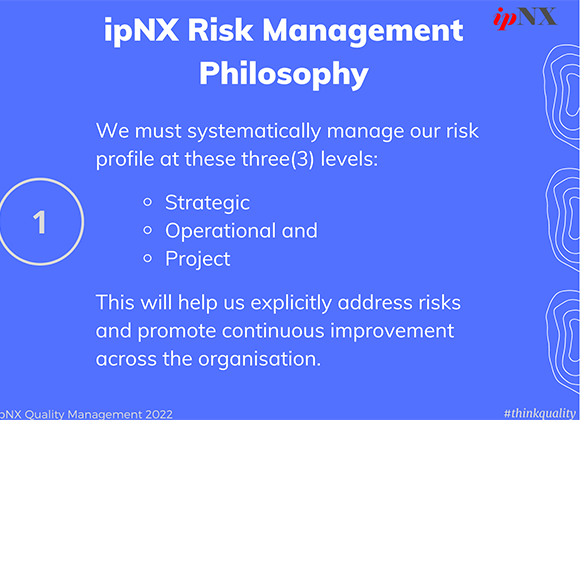 ipNX
ipNX Risk Management
Philosophy
We must systematically manage our risk
profile at these three(3) levels:
Strategic
Operational and
Project
1
This will help us explicitly address risks
and promote continuous improvement
across the organisation.
pNX Quality Management 2022
#thinkquality